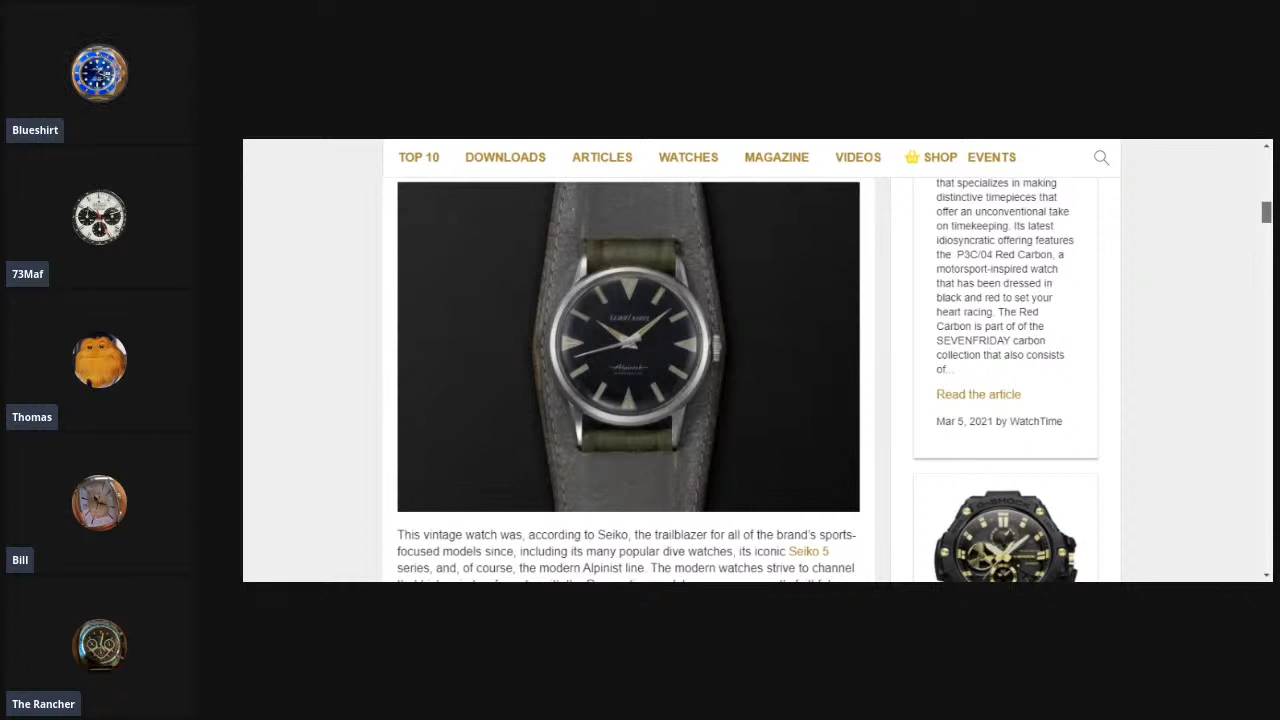 Blueshirt
73Maf
Thomas
Bill
The Rancher
TOP 10 DOWNLOADS ARTICLES WATCHES MAGAZINE VIDEOS SHOP EVENTS
Alpinist
This vintage watch was, according to Seiko, the trailblazer for all of the brand's sports-
focused models since, including its many popular dive watches, its iconic Seiko 5
series, and, of course, the modern Alpinist line. The modern watches strive to channel
that specializes in making
distinctive timepieces that
offer an unconventional take
on timekeeping. Its latest
idiosyncratic offering features
the P3C/04 Red Carbon, a
motorsport-inspired watch
that has been dressed in
black and red to set your
heart racing. The Red
Carbon is part of of the
SEVENFRIDAY carbon
collection that also consists
of...
Read the article
Mar 5, 2021 by WatchTime
G-SHOCK